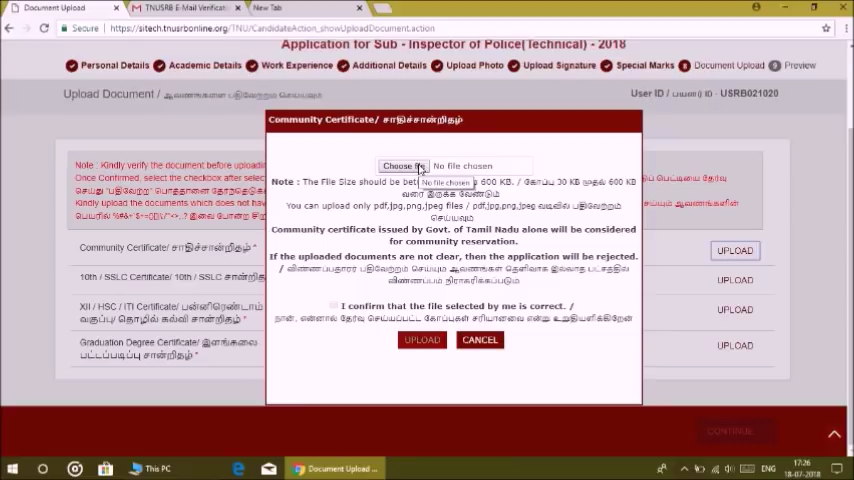 Document Upload
TNUSRB E-Mail Verificati
New Tab
Secure
https://sitech.tnusrbonline.org/TNU/CandidateAction_showUploadDocument.action
Application for Sub - Inspector of Police(Technical) - 2018
Personal Details
Academic Details
Work Experience
Additional Details
Upload Photo
Upload Signature
Special Marks
8 Document Upload
9 Preview
Upload Document / ஆவணங்களை பதிவேற்றம் செய்யவும்
User ID / பயனர் ID - USRB021020
Community Certificate/ சாதிச்சான்றிதழ்
Note : Kindly verify the document before uploadin
Once Confirmed, select the checkbox after select
Kindly upload the documents which does not hav
Choose file No file chosen
No file chosen
Note : The File Size should be bet 600 KB. / கோப்பு 30 KB முதல் 600 KB
வரை இருக்க வேண்டும்
You can upload only pdf,jpg,png,jpeg files / pdf,jpg,png,jpeg வடிவில் பதிவேற்றம்
செய்யவும்
Community certificate issued by Govt. of Tamil Nadu alone will be considered
for community reservation.
If the uploaded documents are not clear, then the application will be rejected.
/ விண்ணப்பதாரர் பதிவேற்றம் செய்யும் ஆவணங்கள் தெளிவாக இல்லாத பட்சத்தில்
விண்ணப்பம் நிராகரிக்கப்படும்
I confirm that the file selected by me is correct. /
நான், என்னால் தேர்வு செய்யப்பட்ட கோப்புகள் சரியானவை என்று உறுதியளிக்கிறேன்
UPLOAD
CANCEL
Community Certificate/ சாதிச்சான்றிதழ் *
UPLOAD
10th / SSLC Certificate/ 10th / SSLC சான்றி
UPLOAD
XII / HSC / ITI Certificate/ பன்னிரெண்டாம்
வகுப்பு/ தொழில் கல்வி சான்றிதழ் *
UPLOAD
Graduation Degree Certificate/ இளங்கலை
பட்டப்படிப்பு சான்றிதழ் *
UPLOAD
CONTINUE
This PC
Document Upload ...
ENG
17:26
18-07-2018